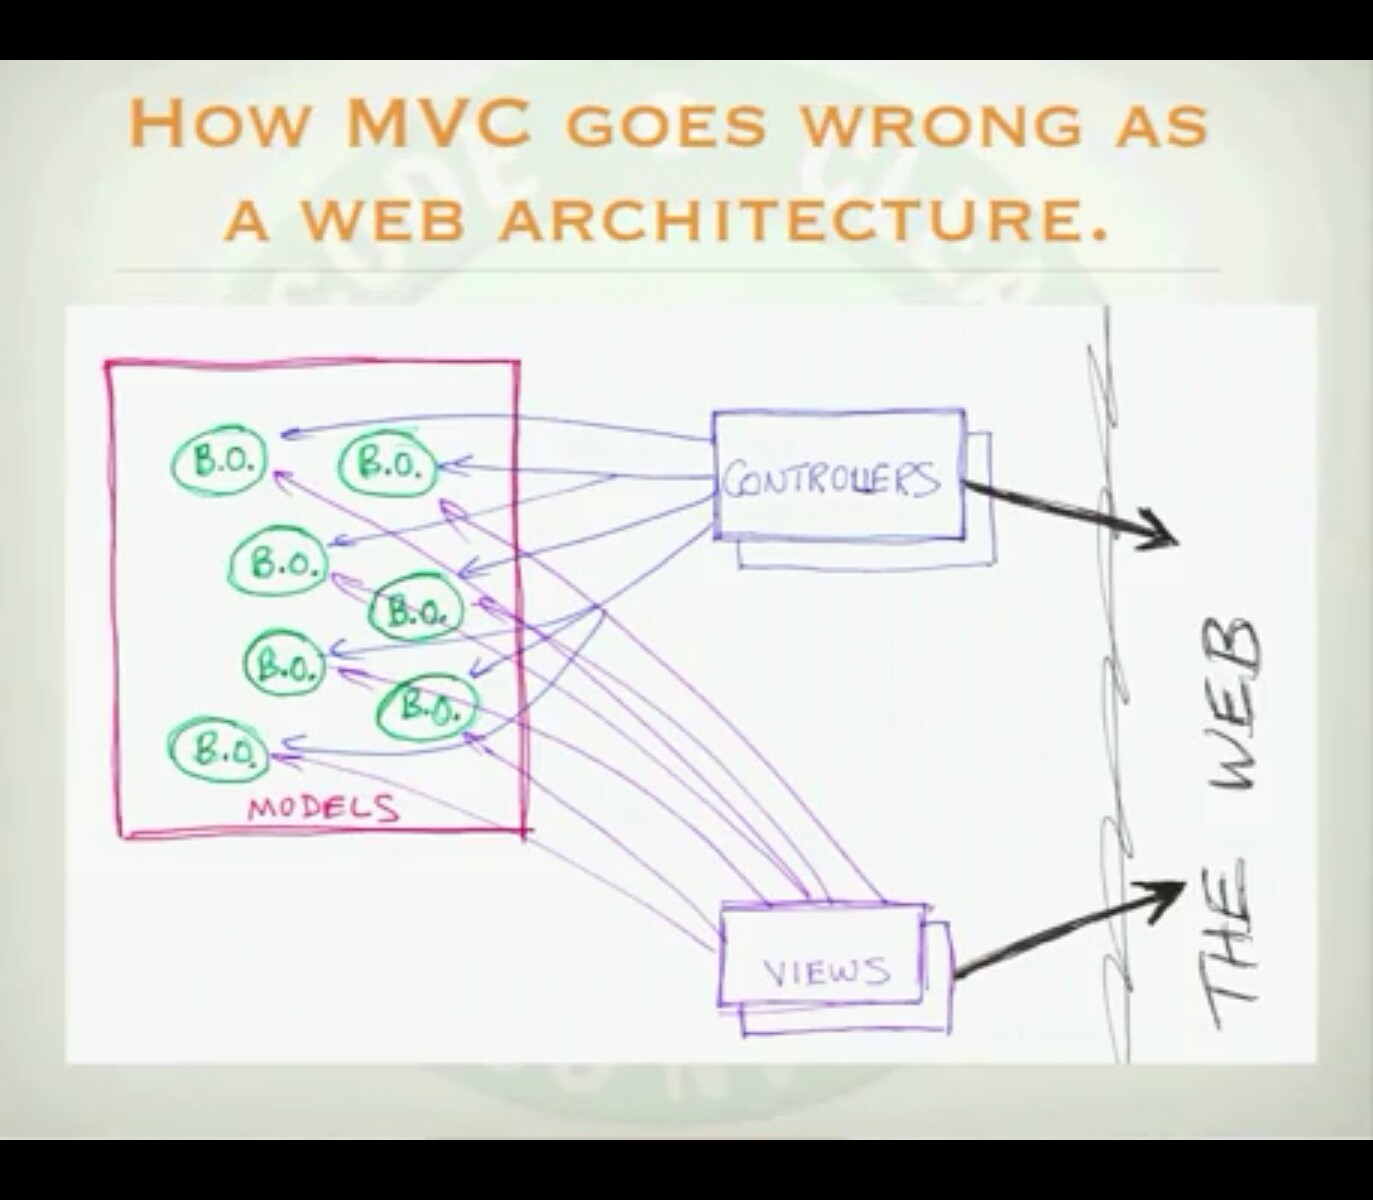 HOW MVC GOES WRONG AS
A WEB ARCHITECTURE.
B.O.
B.O.
B.O.
B.O.
B.O.
B.O.
B.O.
MODELS
CONTROLLERS
VIEWS
THE WEB